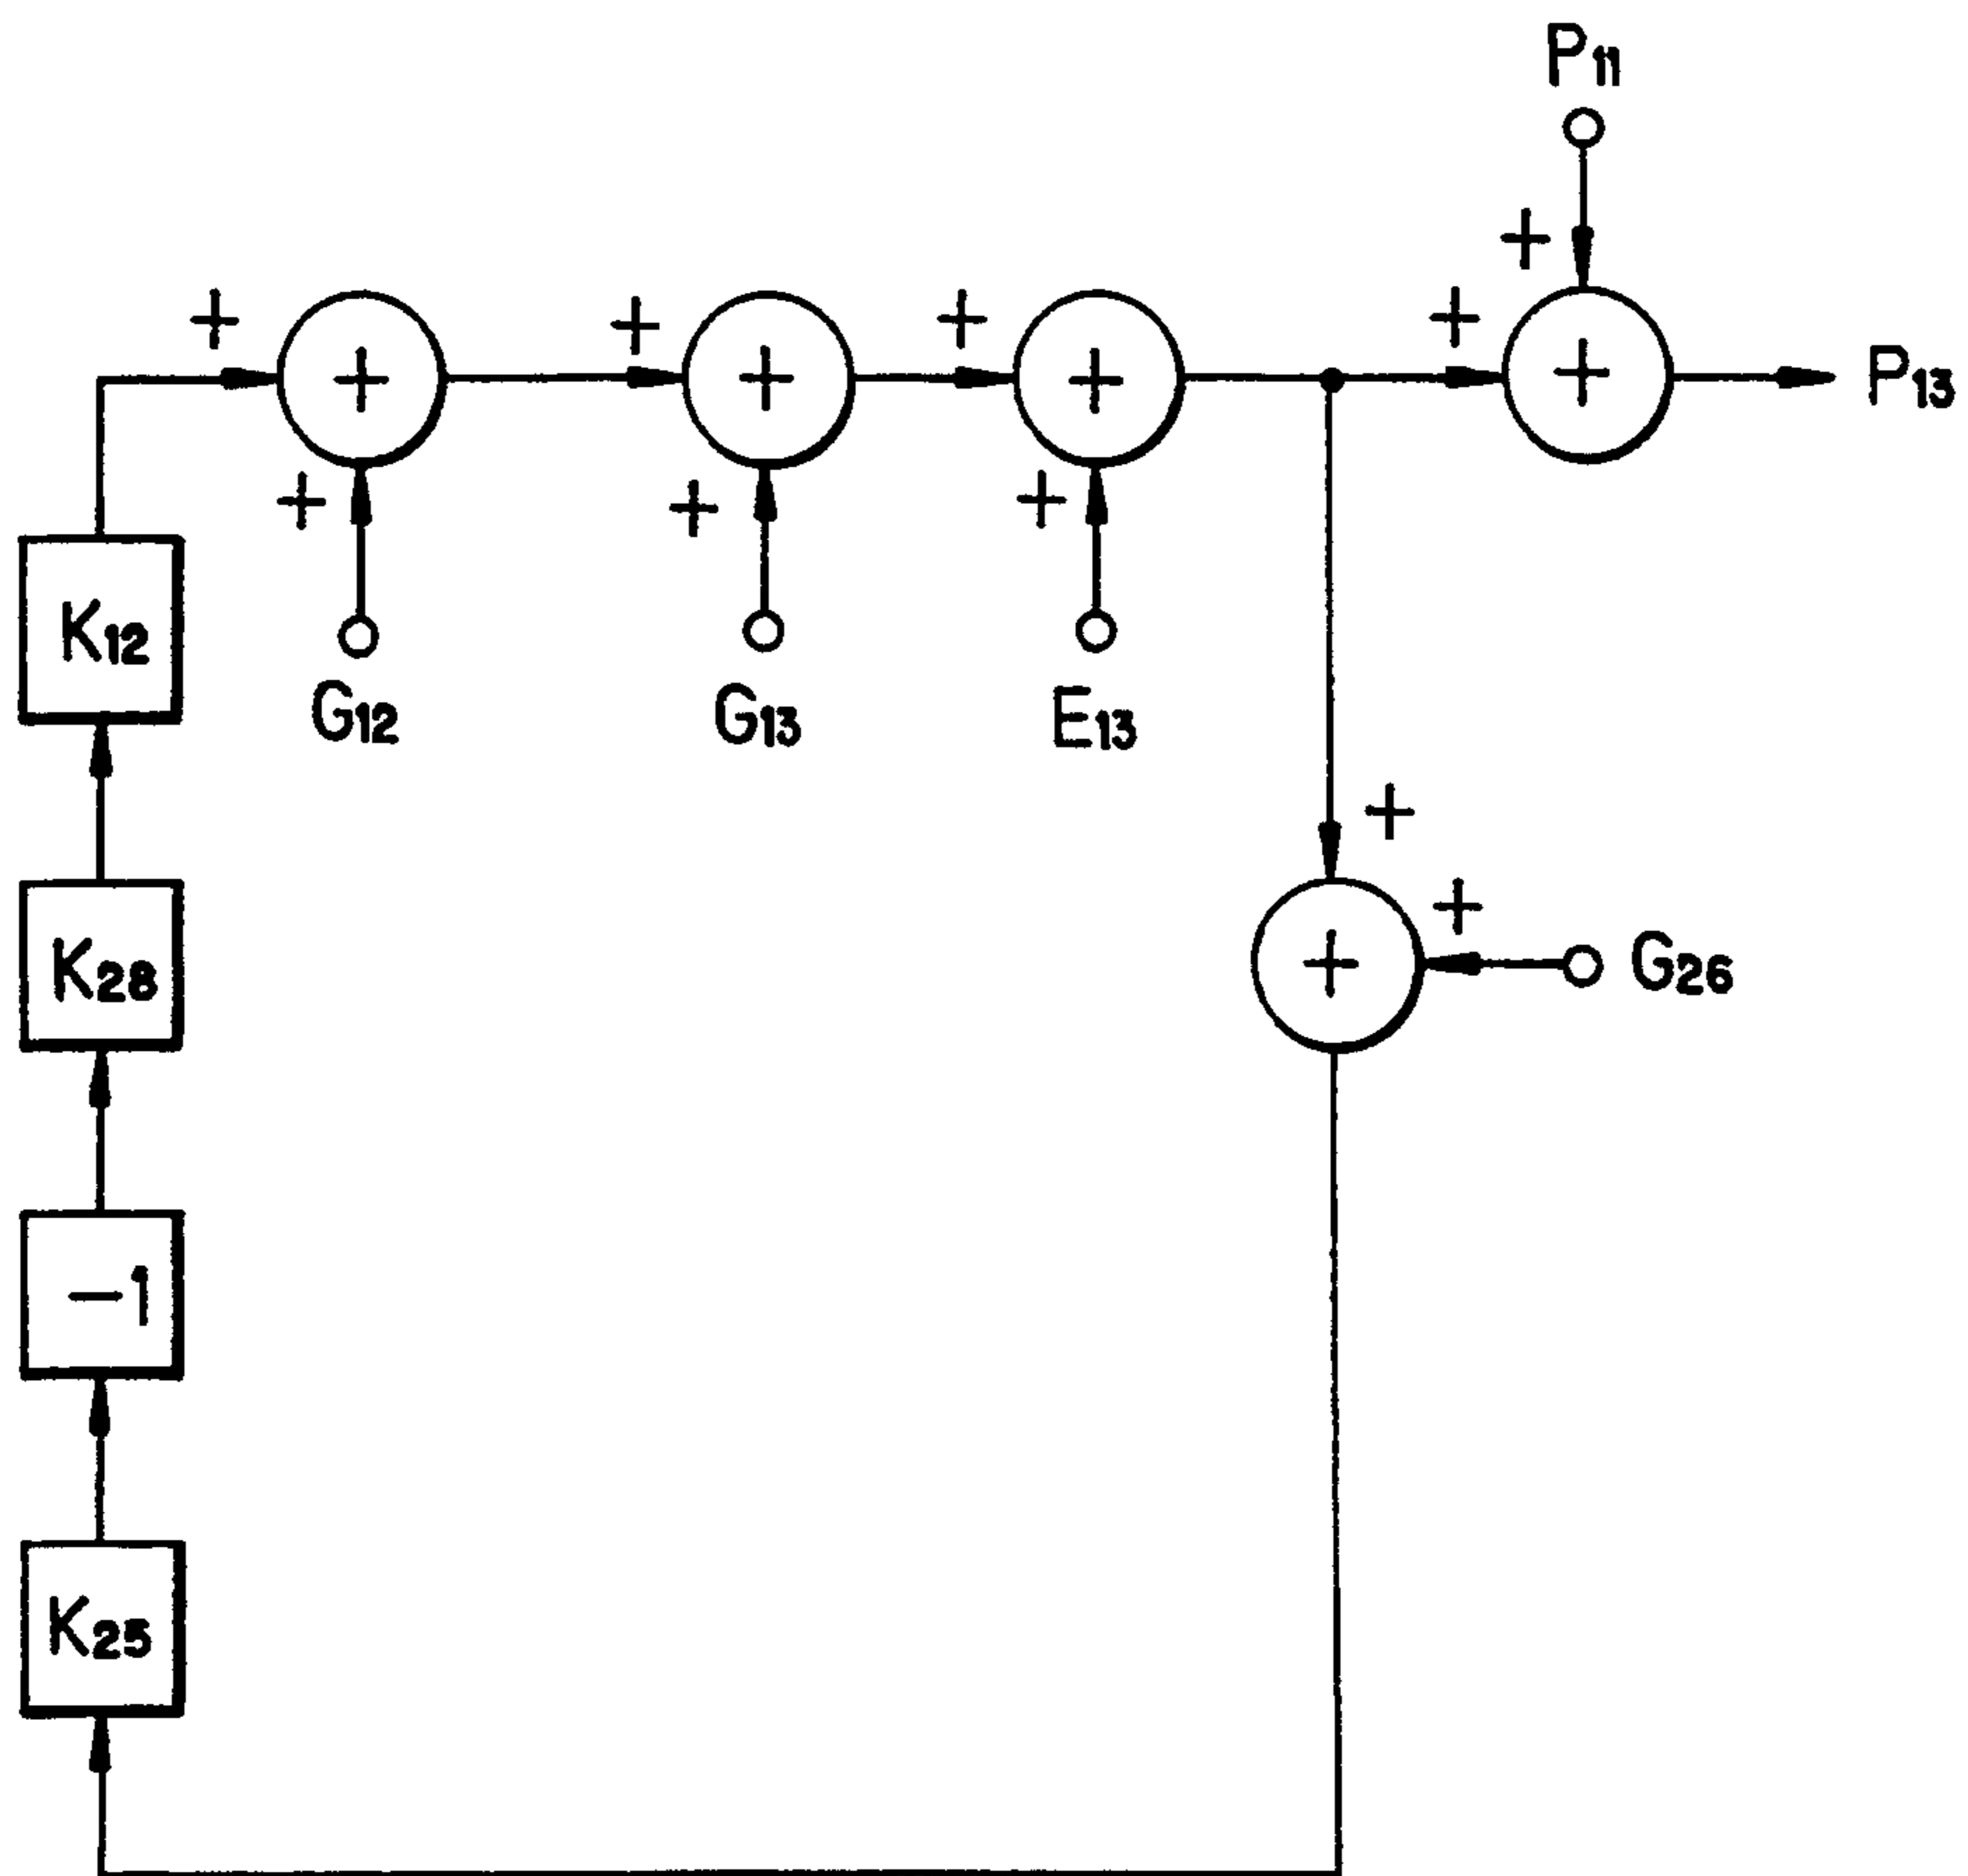 P11
+
+ + + +
+ + + + P13
+ + +
K12
G12 G13 E13
+
+
K28 + G26
-1
K25